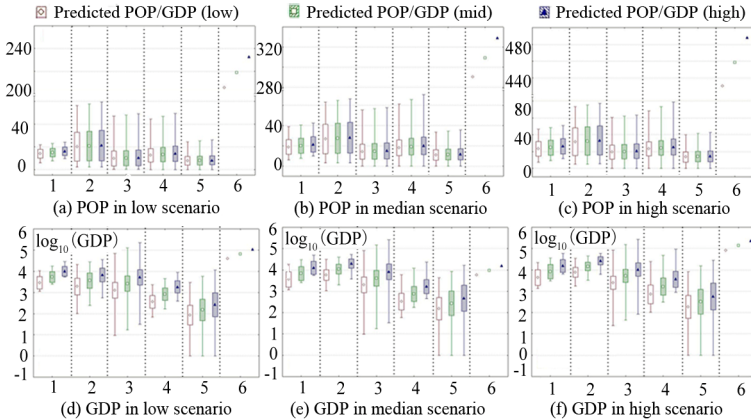 Predicted POP/GDP (low) Predicted POP/GDP (mid) Predicted POP/GDP (high)
240
200
40
0
1 2 3 4 5 6
(a) POP in low scenario
320
280
40
0
1 2 3 4 5 6
(b) POP in median scenario
480
440
80
40
0
1 2 3 4 5 6
(c) POP in high scenario
log10(GDP)
6
5
4
3
2
1
0
-1
1 2 3 4 5 6
(d) GDP in low scenario
log10(GDP)
6
5
4
3
2
1
0
-1
1 2 3 4 5 6
(e) GDP in median scenario
log10(GDP)
6
5
4
3
2
1
0
-1
1 2 3 4 5 6
(f) GDP in high scenario